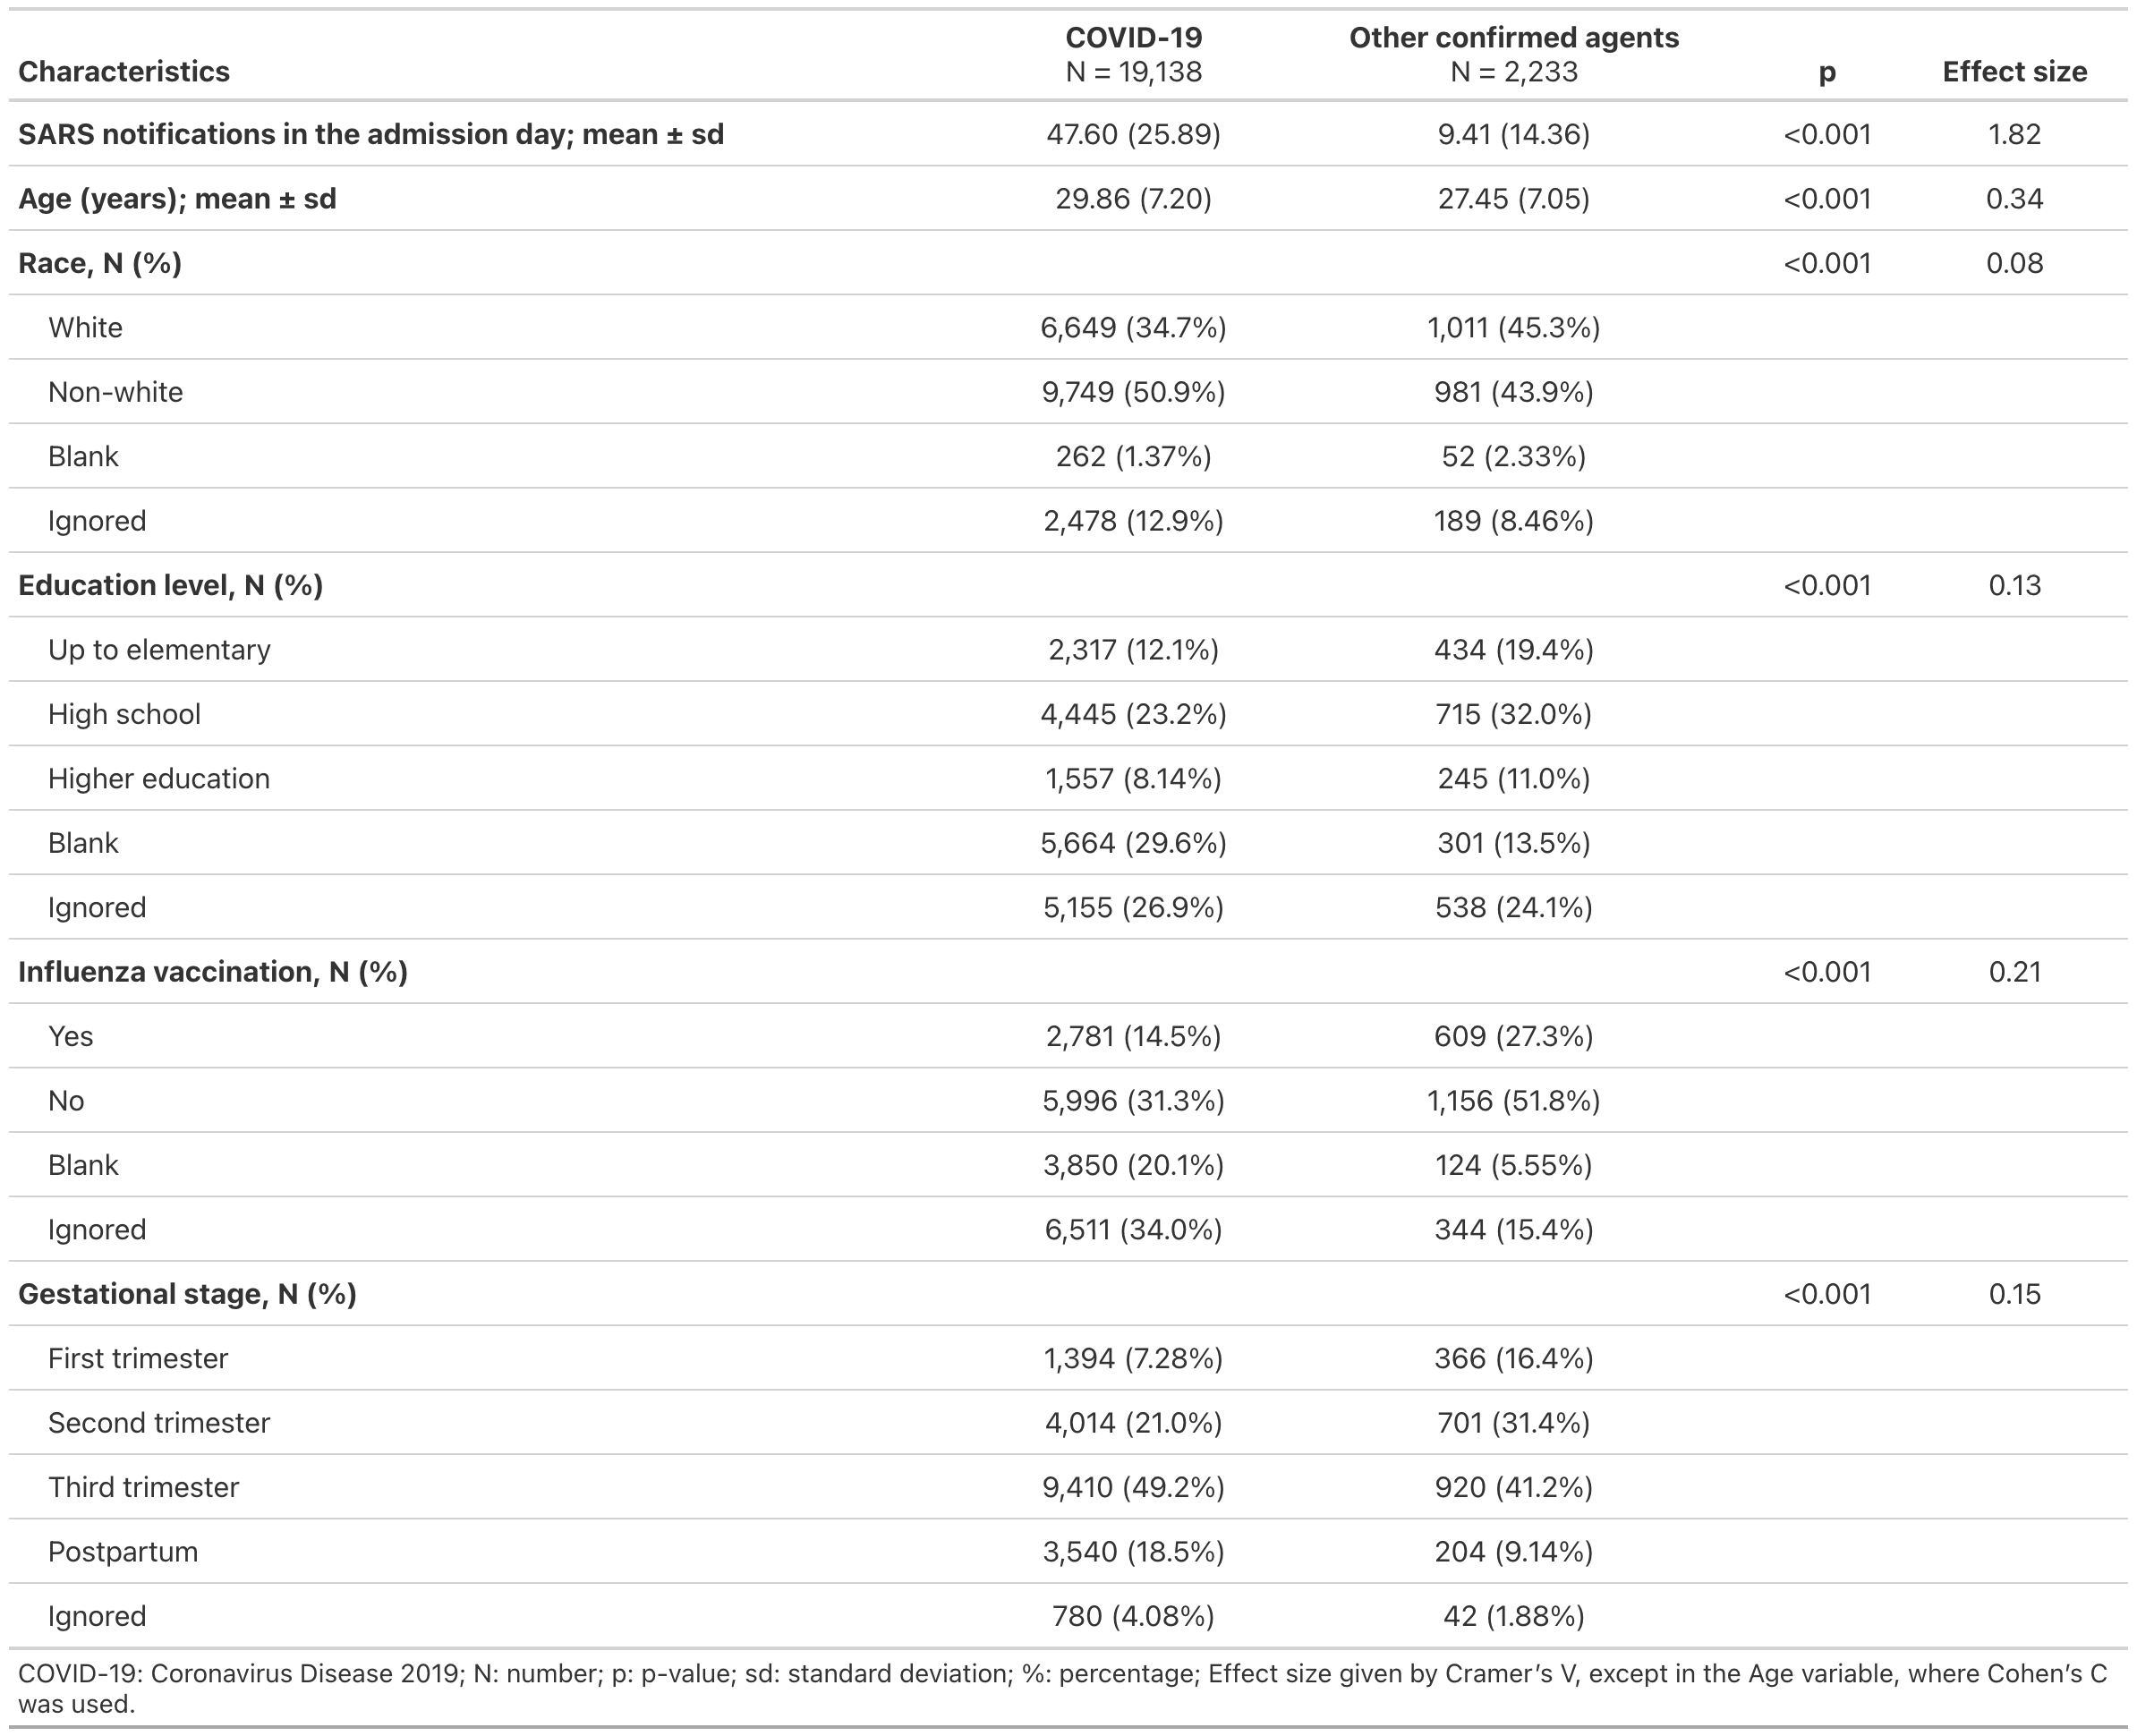 Characteristics COVID-19 N = 19,138 Other confirmed agents N = 2,233 p Effect size
SARS notifications in the admission day; mean ± sd 47.60 (25.89) 9.41 (14.36) <0.001 1.82
Age (years); mean ± sd 29.86 (7.20) 27.45 (7.05) <0.001 0.34
Race, N (%) <0.001 0.08
White 6,649 (34.7%) 1,011 (45.3%)
Non-white 9,749 (50.9%) 981 (43.9%)
Blank 262 (1.37%) 52 (2.33%)
Ignored 2,478 (12.9%) 189 (8.46%)
Education level, N (%) <0.001 0.13
Up to elementary 2,317 (12.1%) 434 (19.4%)
High school 4,445 (23.2%) 715 (32.0%)
Higher education 1,557 (8.14%) 245 (11.0%)
Blank 5,664 (29.6%) 301 (13.5%)
Ignored 5,155 (26.9%) 538 (24.1%)
Influenza vaccination, N (%) <0.001 0.21
Yes 2,781 (14.5%) 609 (27.3%)
No 5,996 (31.3%) 1,156 (51.8%)
Blank 3,850 (20.1%) 124 (5.55%)
Ignored 6,511 (34.0%) 344 (15.4%)
Gestational stage, N (%) <0.001 0.15
First trimester 1,394 (7.28%) 366 (16.4%)
Second trimester 4,014 (21.0%) 701 (31.4%)
Third trimester 9,410 (49.2%) 920 (41.2%)
Postpartum 3,540 (18.5%) 204 (9.14%)
Ignored 780 (4.08%) 42 (1.88%)
COVID-19: Coronavirus Disease 2019; N: number; p: p-value; sd: standard deviation; %: percentage; Effect size given by Cramer's V, except in the Age variable, where Cohen's C
was used.